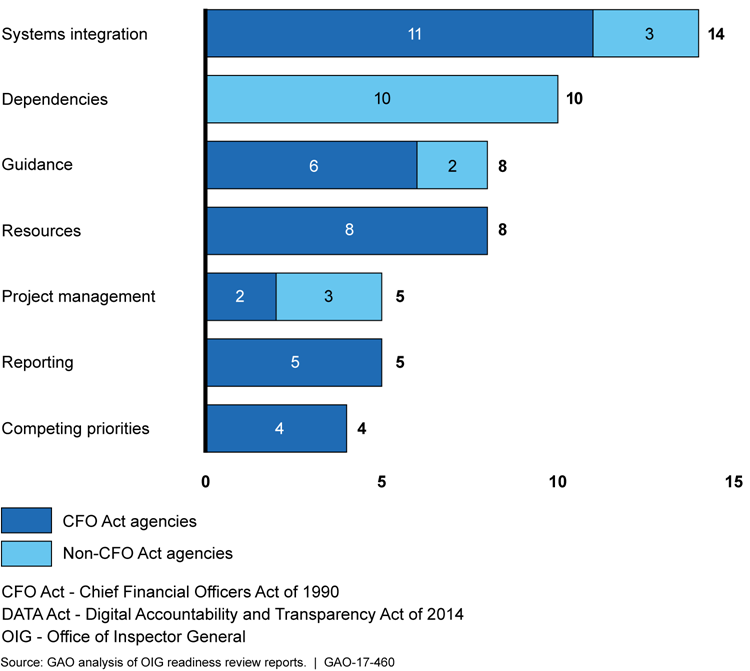 Systems integration 11 3 14
Dependencies 10 10
Guidance 6 2 8
Resources 8 8
Project management 2 3 5
Reporting 5 5
Competing priorities 4 4
0 5 10 15
CFO Act agencies
Non-CFO Act agencies
CFO Act - Chief Financial Officers Act of 1990
DATA Act - Digital Accountability and Transparency Act of 2014
OIG - Office of Inspector General
Source: GAO analysis of OIG readiness review reports. | GAO-17-460